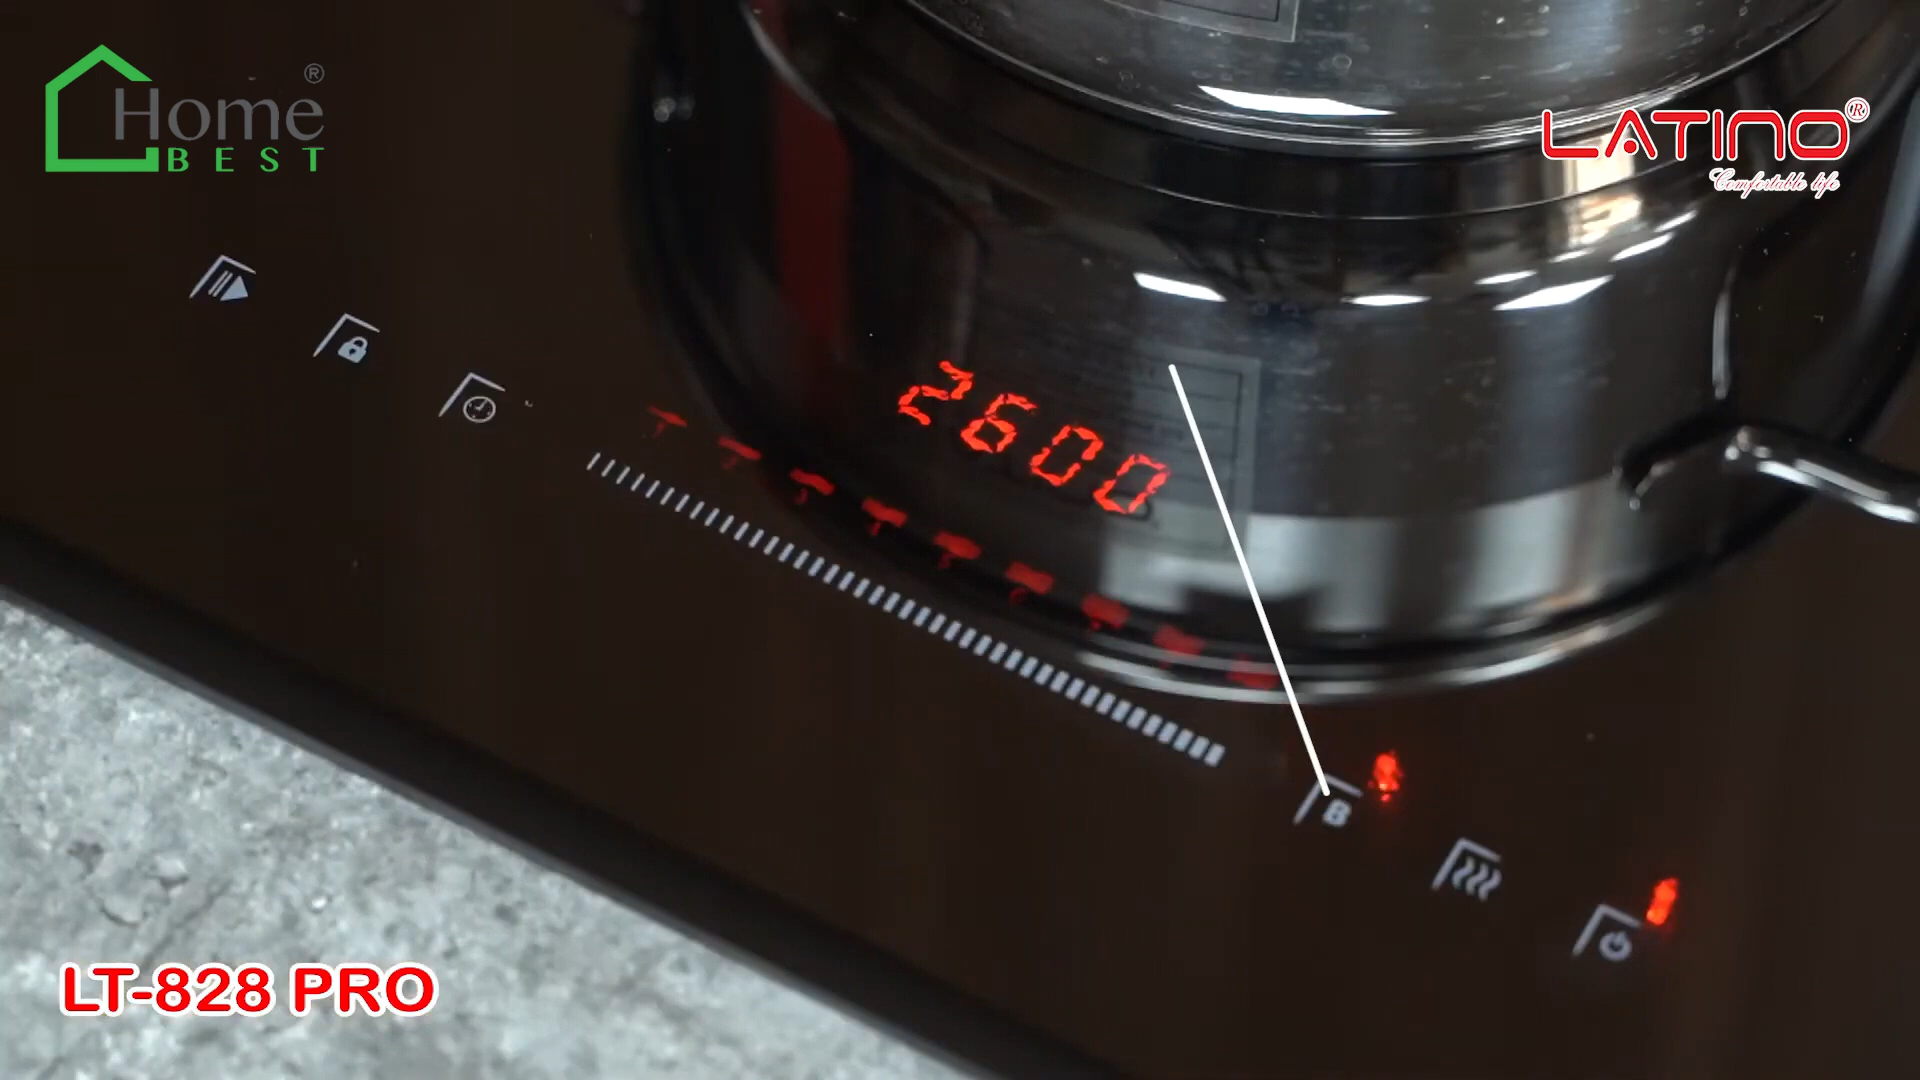 Home®
BEST
LATINO®
Comfortable life
2600
B
LT-828 PRO